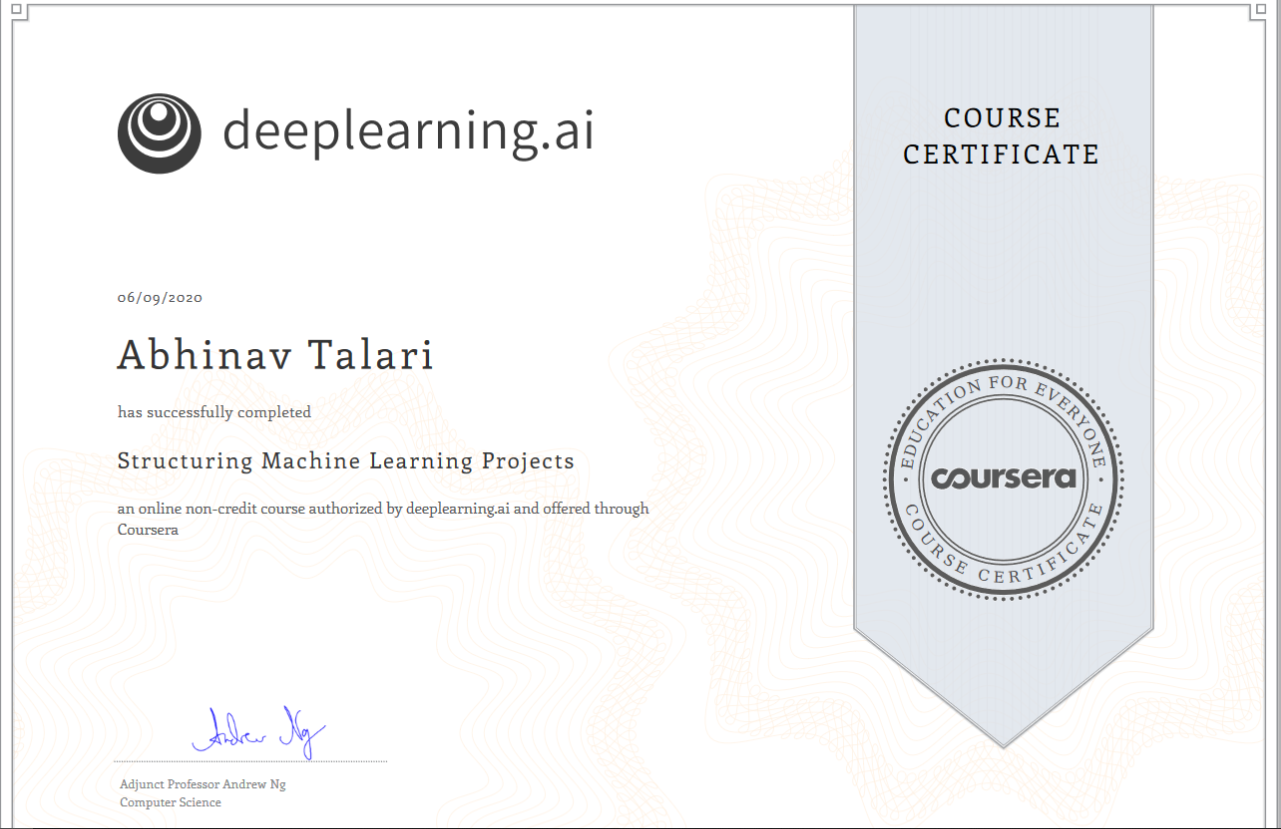 deeplearning.ai
COURSE
CERTIFICATE
06/09/2020
Abhinav Talari
has successfully completed
Structuring Machine Learning Projects
an online non-credit course authorized by deeplearning.ai and offered through
Coursera
EDUCATION FOR EVERYONE
coursera
COURSE CERTIFICATE
Andrew Ng
Adjunct Professor Andrew Ng
Computer Science